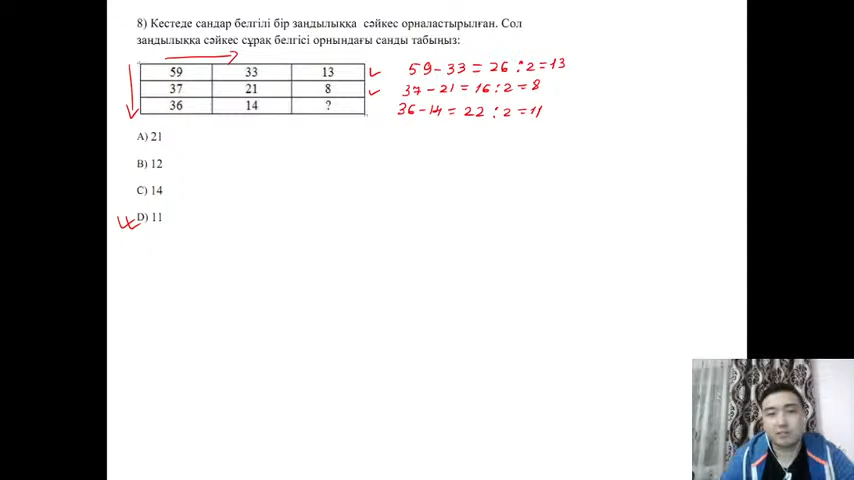 8) Кестеде сандар белгілі бір заңдылыққа сәйкес орналастырылған. Сол
заңдылыққа сәйкес сұрақ белгісі орнындағы санды табыңыз:
59 33 13
37 21 8
36 14 ?
59-33=26:2=13
37-21=16:2=8
36-14=22:2=11
A) 21
B) 12
C) 14
D) 11